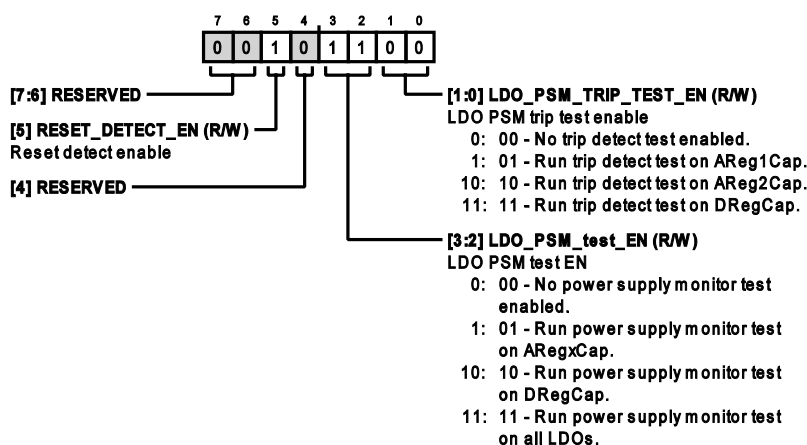 7 6 5 4 3 2 1 0
0 0 1 0 1 1 0 0
[7:6] RESERVED
[5] RESET_DETECT_EN (R/W)
Reset detect enable
[4] RESERVED
[1:0] LDO_PSM_TRIP_TEST_EN (R/W)
LDO PSM trip test enable
0: 00 - No trip detect test enabled.
1: 01 - Run trip detect test on AReg1Cap.
10: 10 - Run trip detect test on AReg2Cap.
11: 11 - Run trip detect test on DRegCap.
[3:2] LDO_PSM_test_EN (R/W)
LDO PSM test EN
0: 00 - No power supply monitor test
enabled.
1: 01 - Run power supply monitor test
on ARegxCap.
10: 10 - Run power supply monitor test
on DRegCap.
11: 11 - Run power supply monitor test
on all LDOs.